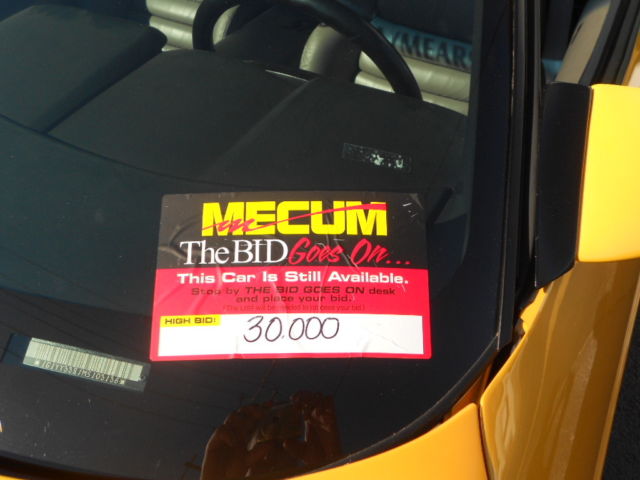 /MEARS
MECUM
The BID Goes On...
This Car Is Still Available.
Stop by THE BID GOES ON desk
and place your bid.
HIGH BID:
30,000